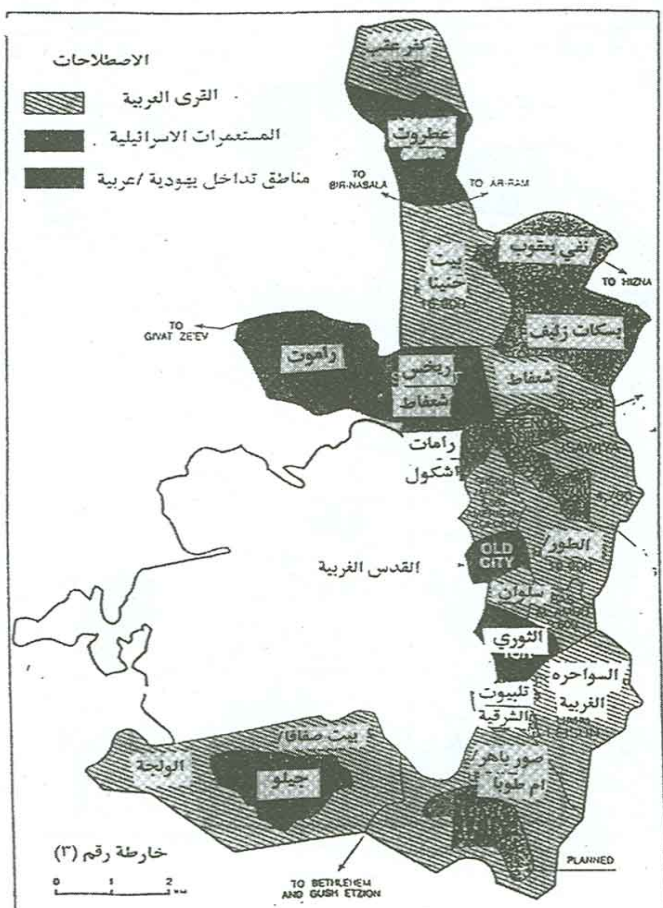 الاصطلاحات
القرى العربية
المستعمرات الاسرائيلية
مناطق تداخل يهودية /عربية
كفر عقب
عطروت
TO
BIR-NABALA
TO AR-RAM
نفي يعقوب
بيت
حنينا
TO HIZNA
TO
GIVAT ZE'EV
بسكات زئيف
راموت
ريخس
شعفاط
شعفاط
رامات
اشكول
OLD
CITY
الطور/
القدس الغربية
سلوان
الثوري
السواحره
الغربية
تلبيوت
الشرقية
بيت صفافا/
صور باهر/
ام طوبا
الولجة
جيلو
خارطة رقم (٣)
PLANNED
0 1 2
KM
TO BETHLEHEM
AND GUSH ETZION